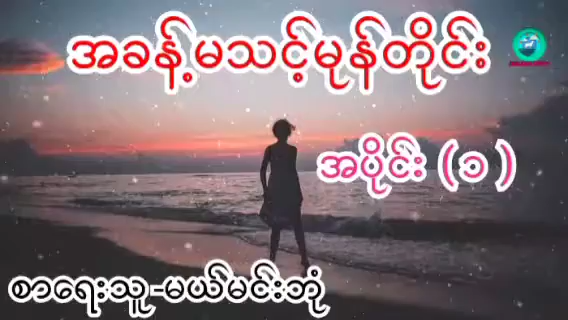 အခန့်မသင့်မုန်တိုင်း
အပိုင်း (၁)
စာရေးသူ-မယ်မင်းဘုံ